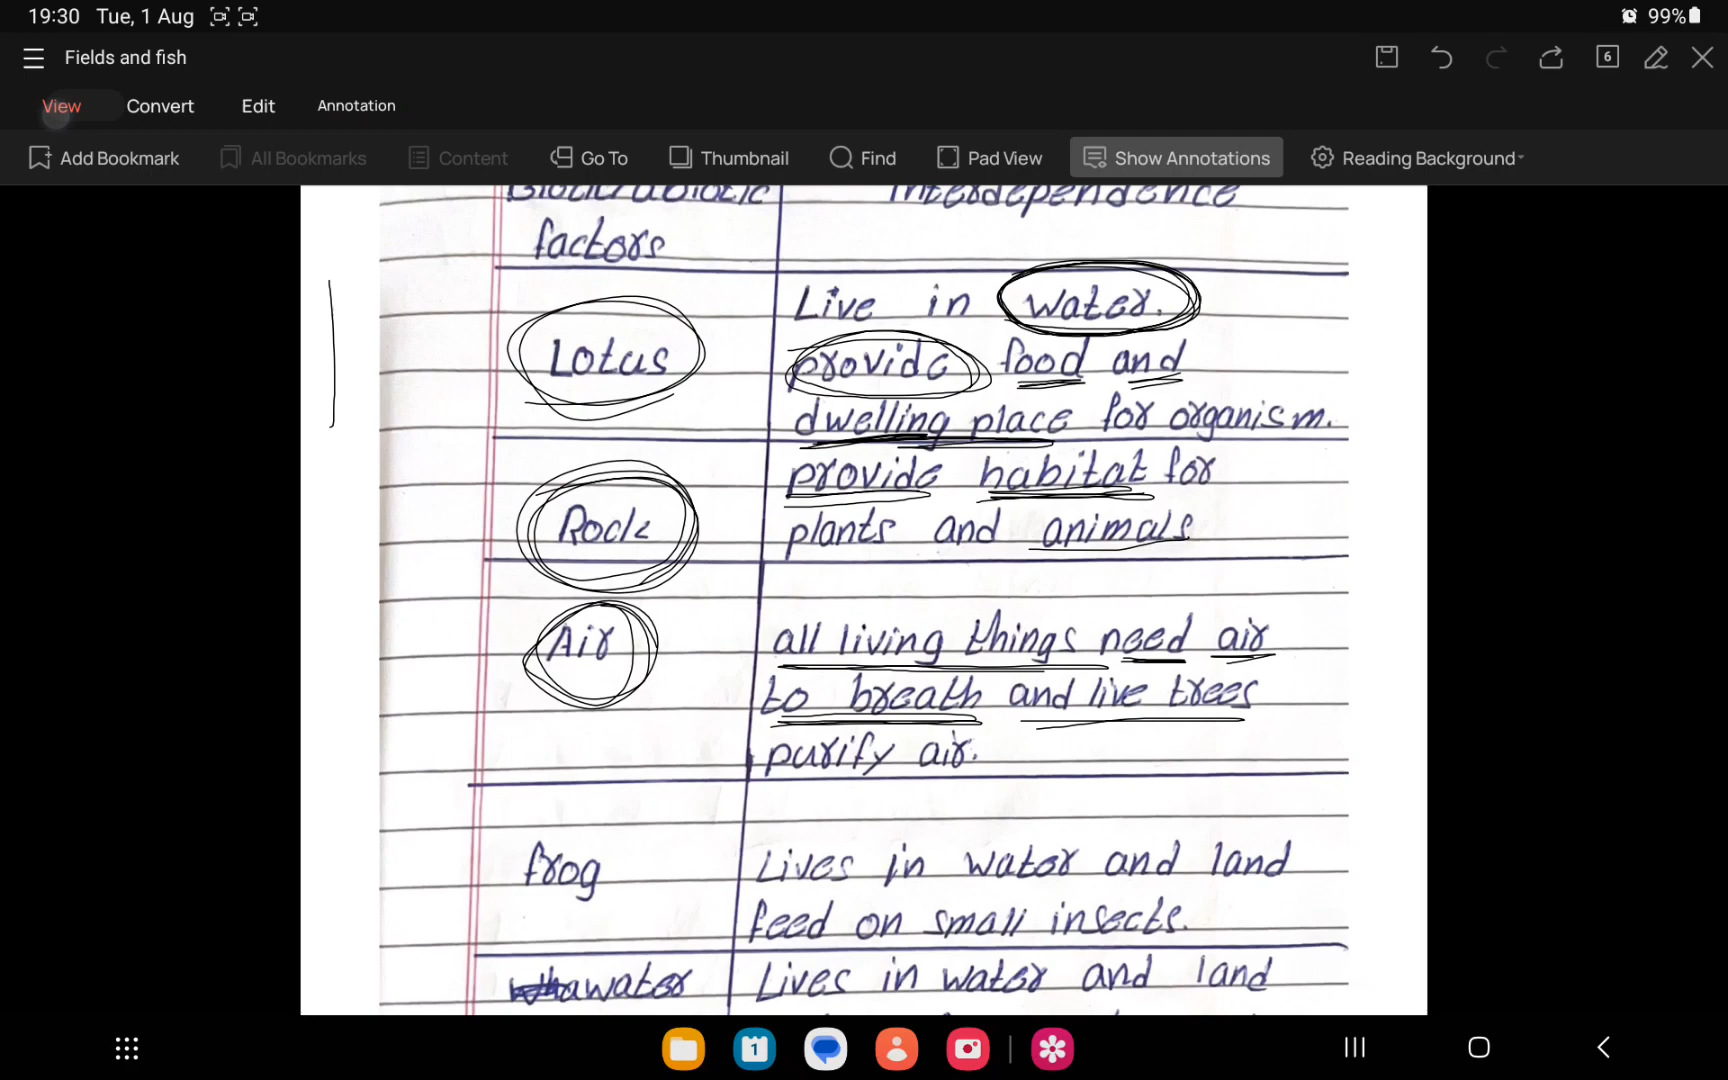 19:30 Tue, 1 Aug 99%
Fields and fish 6
View Convert Edit Annotation
Add Bookmark All Bookmarks Content Go To Thumbnail Find Pad View Show Annotations Reading Background
interdependence
factors
Lotus Live in water.
provide food and
dwelling place for organism.
Rock provide habitat for
plants and animals
Air all living things need air
to breath and live trees
purify air.
frog Lives in water and land
feed on small insects.
water Lives in water and land
1